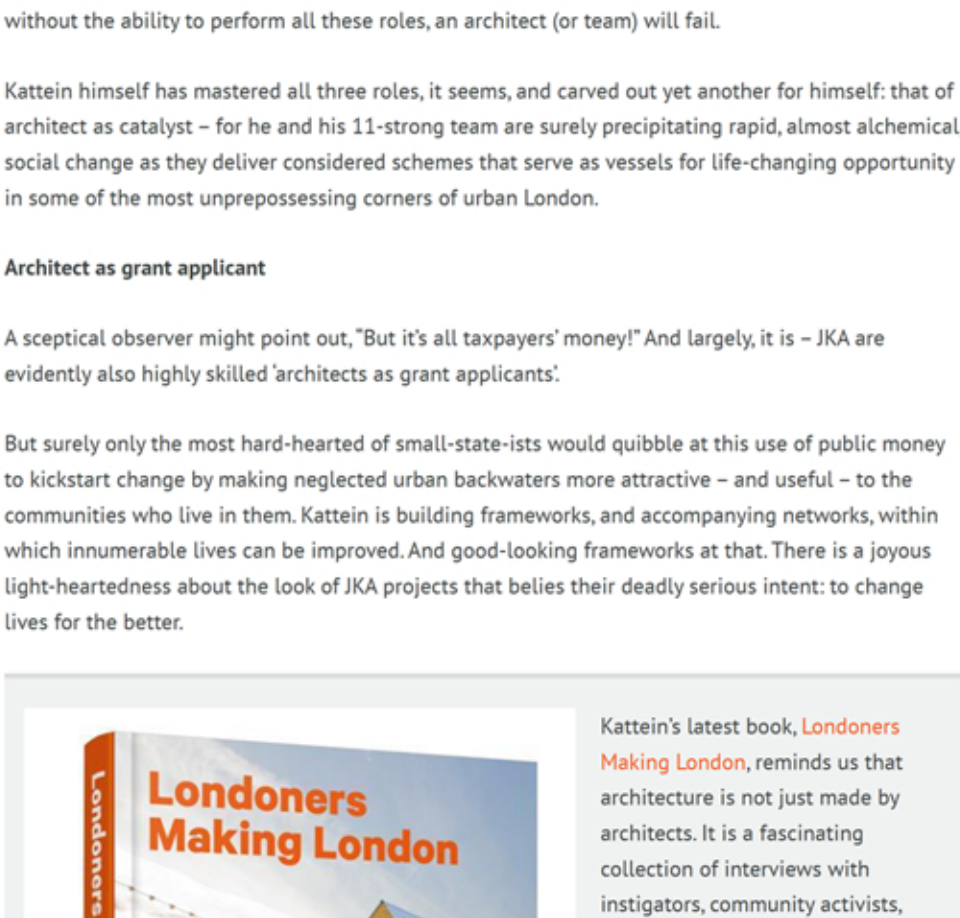 without the ability to perform all these roles, an architect (or team) will fail.
Kattein himself has mastered all three roles, it seems, and carved out yet another for himself: that of
architect as catalyst – for he and his 11-strong team are surely precipitating rapid, almost alchemical,
social change as they deliver considered schemes that serve as vessels for life-changing opportunity
in some of the most unprepossessing corners of urban London.
Architect as grant applicant
A sceptical observer might point out, “But it’s all taxpayers’ money!” And largely, it is – JKA are
evidently also highly skilled ‘architects as grant applicants’.
But surely only the most hard-hearted of small-state-ists would quibble at this use of public money
to kickstart change by making neglected urban backwaters more attractive – and useful – to the
communities who live in them. Kattein is building frameworks, and accompanying networks, within
which innumerable lives can be improved. And good-looking frameworks at that. There is a joyous
light-heartedness about the look of JKA projects that belies their deadly serious intent: to change
lives for the better.
Londoners
Londoners
Making London
Kattein’s latest book, Londoners
Making London, reminds us that
architecture is not just made by
architects. It is a fascinating
collection of interviews with
instigators, community activists,